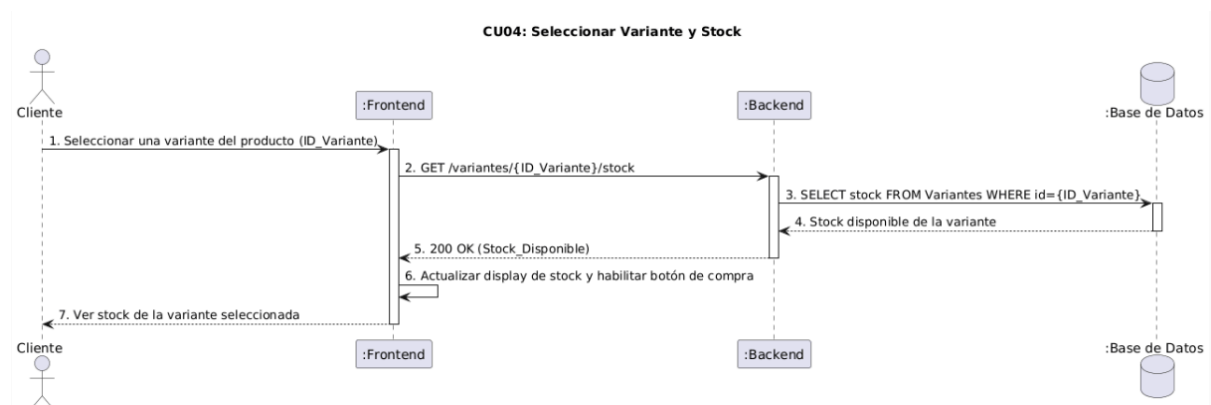 CU04: Seleccionar Variante y Stock
Cliente
:Frontend
:Backend
:Base de Datos
1. Seleccionar una variante del producto (ID_Variante)
2. GET /variantes/{ID_Variante}/stock
3. SELECT stock FROM Variantes WHERE id={ID_Variante}
4. Stock disponible de la variante
5. 200 OK (Stock_Disponible)
6. Actualizar display de stock y habilitar botón de compra
7. Ver stock de la variante seleccionada
Cliente
:Frontend
:Backend
:Base de Datos